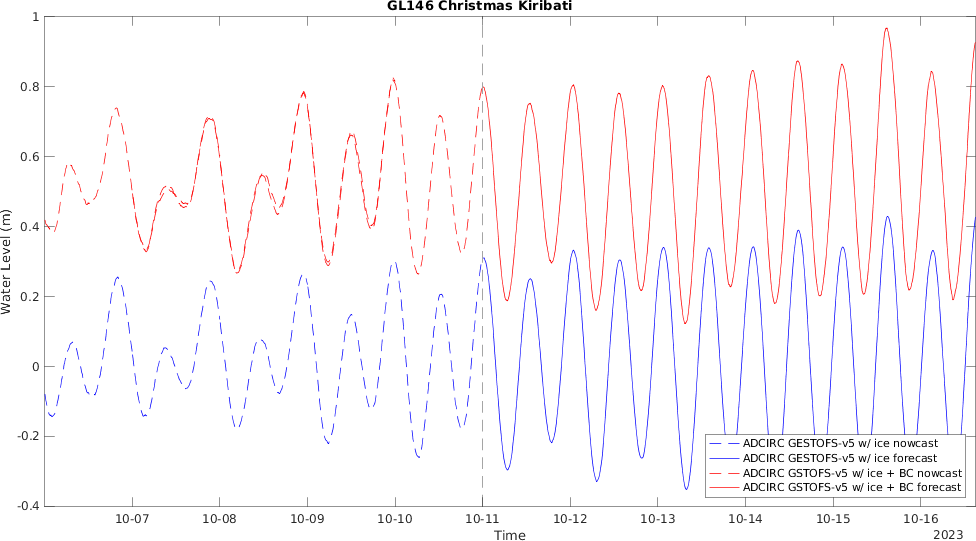 GL146 Christmas Kiribati
Water Level (m)
1
0.8
0.6
0.4
0.2
0
-0.2
-0.4
ADCIRC GESTOFS-v5 w/ ice nowcast
ADCIRC GESTOFS-v5 w/ ice forecast
ADCIRC GSTOFS-v5 w/ ice + BC nowcast
ADCIRC GSTOFS-v5 w/ ice + BC forecast
10-07 10-08 10-09 10-10 10-11 10-12 10-13 10-14 10-15 10-16
Time
2023